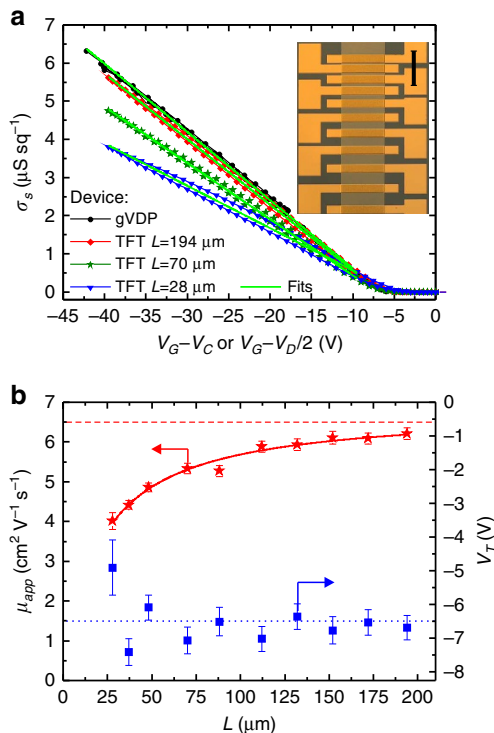 a
6
5
4
3
2
1
0
σs (μS sq⁻¹)
Device:
gVDP
TFT L=194 μm
TFT L=70 μm
TFT L=28 μm
Fits
−45 −40 −35 −30 −25 −20 −15 −10 −5 0
VG−VC or VG−VD/2 (V)
b
7
6
5
4
3
2
1
0
μapp (cm² V⁻¹ s⁻¹)
0
−1
−2
−3
−4
−5
−6
−7
−8
VT (V)
0 25 50 75 100 125 150 175 200
L (μm)